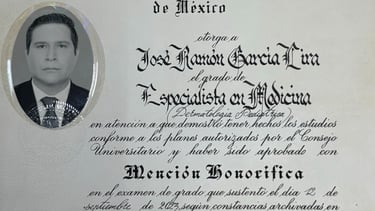 de México
otorga a
José Ramón García Lira
el grado de
Especialista en Medicina
Dermatología Pediátrica
en atención a que demostró tener hechos los estudios
conforme a los planes autorizados por el Consejo
Universitario y haber sido aprobado con
Mención Honorífica
en el examen de grado que sustentó el día 12 de
septiembre de 2023, según constancias archivadas en